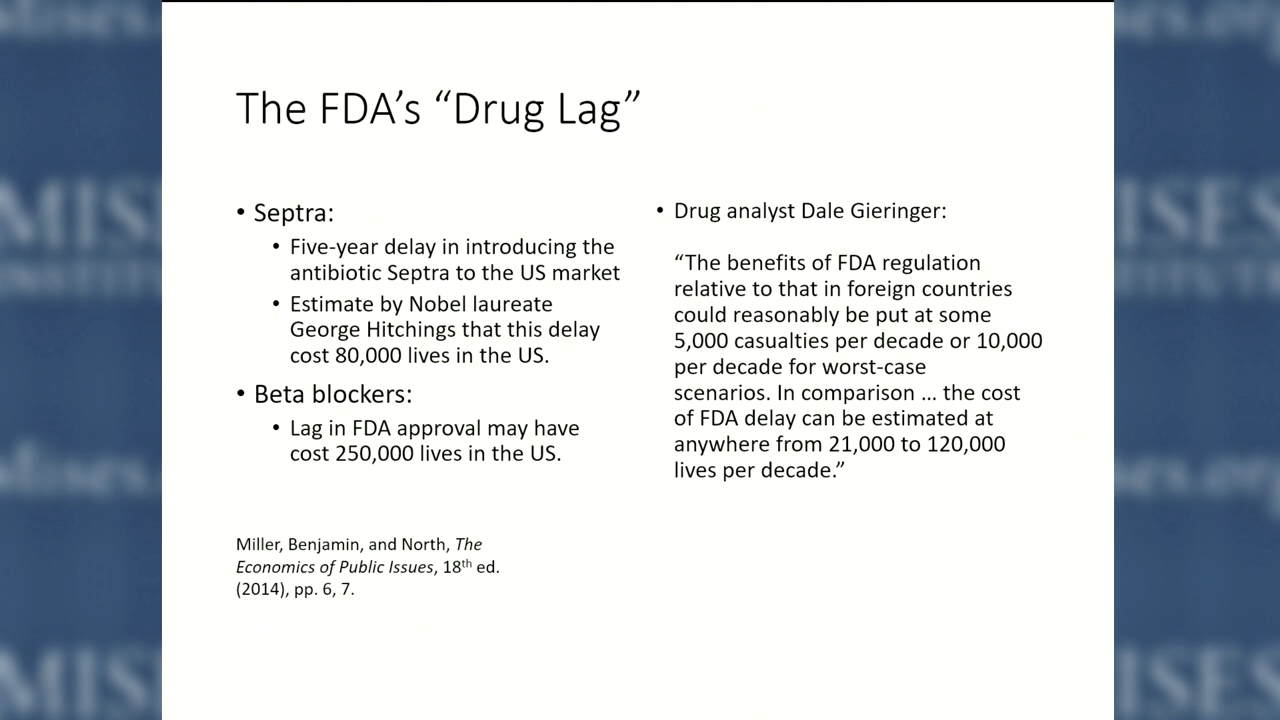 The FDA’s “Drug Lag”
• Septra:
• Five-year delay in introducing the
antibiotic Septra to the US market
• Estimate by Nobel laureate
George Hitchings that this delay
cost 80,000 lives in the US.
• Beta blockers:
• Lag in FDA approval may have
cost 250,000 lives in the US.
Miller, Benjamin, and North, The
Economics of Public Issues, 18th ed.
(2014), pp. 6, 7.
• Drug analyst Dale Gieringer:
“The benefits of FDA regulation
relative to that in foreign countries
could reasonably be put at some
5,000 casualties per decade or 10,000
per decade for worst-case
scenarios. In comparison … the cost
of FDA delay can be estimated at
anywhere from 21,000 to 120,000
lives per decade.”